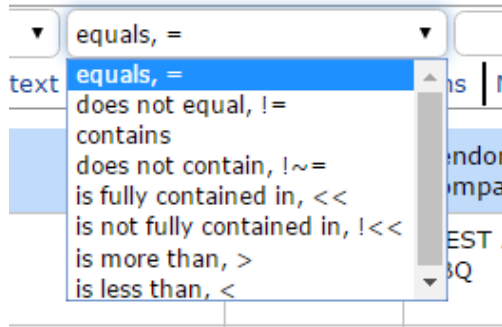 equals, =
text
equals, =
does not equal, !=
contains
does not contain, !~=
is fully contained in, <<
is not fully contained in, !<<
is more than, >
is less than, <